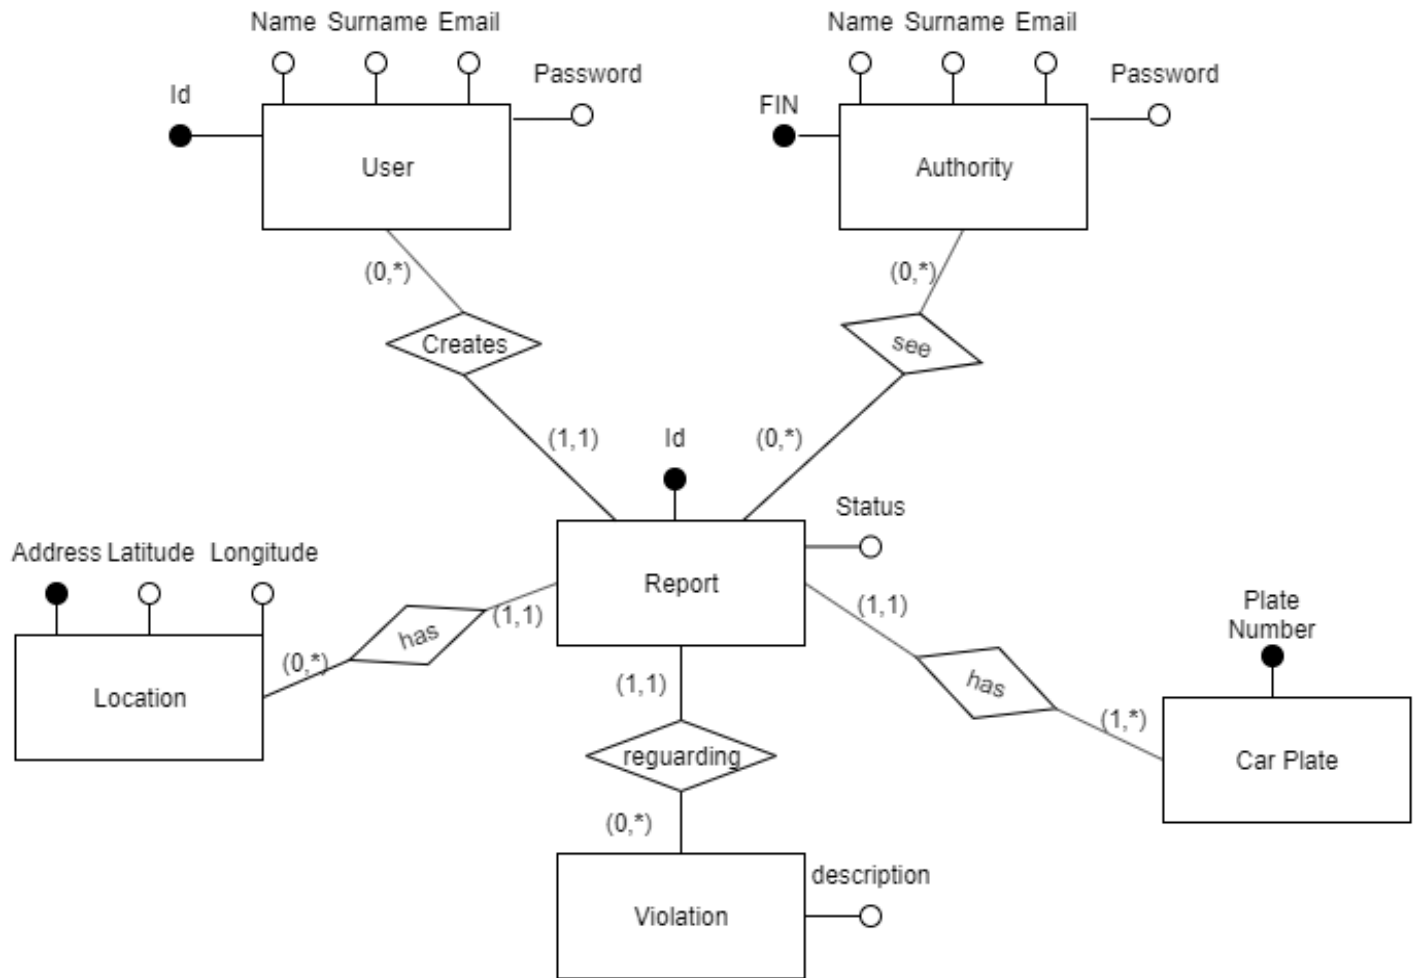 Name Surname Email
Password
Id
User
Name Surname Email
Password
FIN
Authority
(0,*)
(0,*)
Creates
see
(1,1)
Id
(0,*)
Status
Address Latitude Longitude
Report
(1,1)
(1,1)
has
(0,*)
Location
Plate
Number
(1,1)
has
(1,*)
Car Plate
reguarding
(0,*)
description
Violation